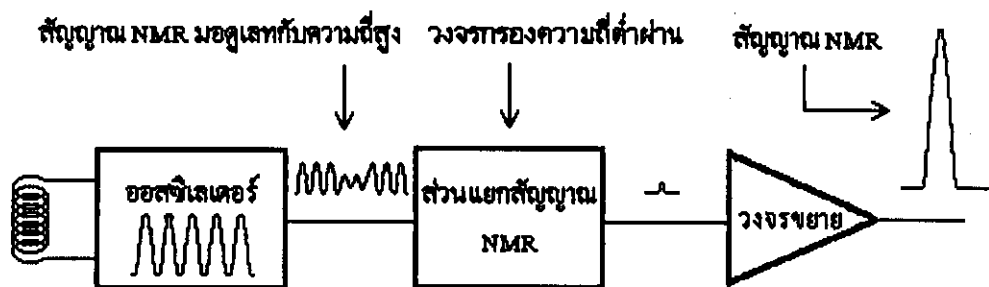 สัญญาณ NMR มอดูเลทกับความถี่สูง
วงจรกรองความถี่ต่ำผ่าน
สัญญาณ NMR
ออสซิเลเตอร์
ส่วนแยกสัญญาณ
NMR
วงจรขยาย